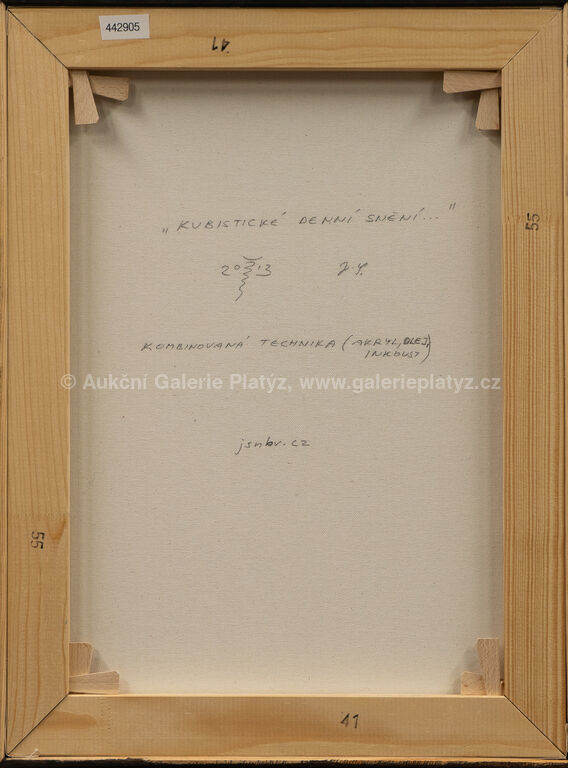 442905
41
„KUBISTICKÉ DENNÍ SNĚNÍ..."
55
2013 J.S.
KOMBINOVANÁ TECHNIKA (AKRYL, OLEJ,
INKOUST)
© Aukční Galerie Platýz, www.galerieplatyz.cz
jsnbv.cz
55
41